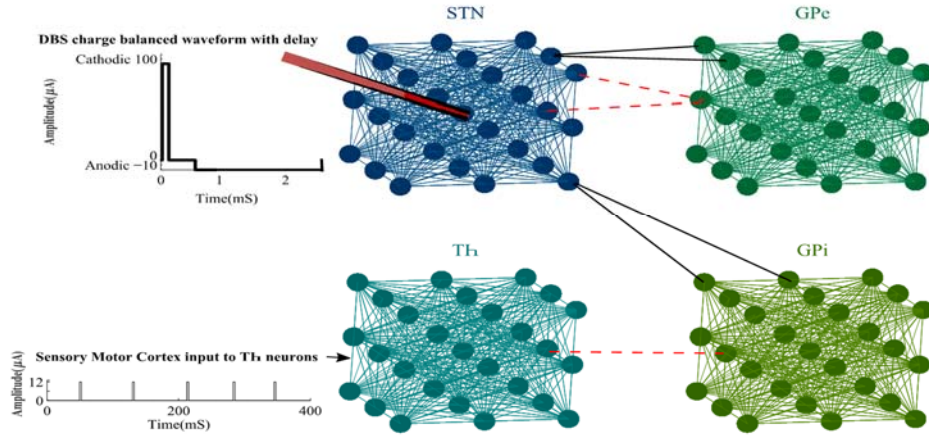 STN
GPe
DBS charge balanced waveform with delay
Cathodic 100
Amplitude(μA)
0
Anodic −10
0
1
2
Time(mS)
Th
GPi
Sensory Motor Cortex input to Th neurons
Amplitude(μA)
12
0
0
200
400
Time(mS)